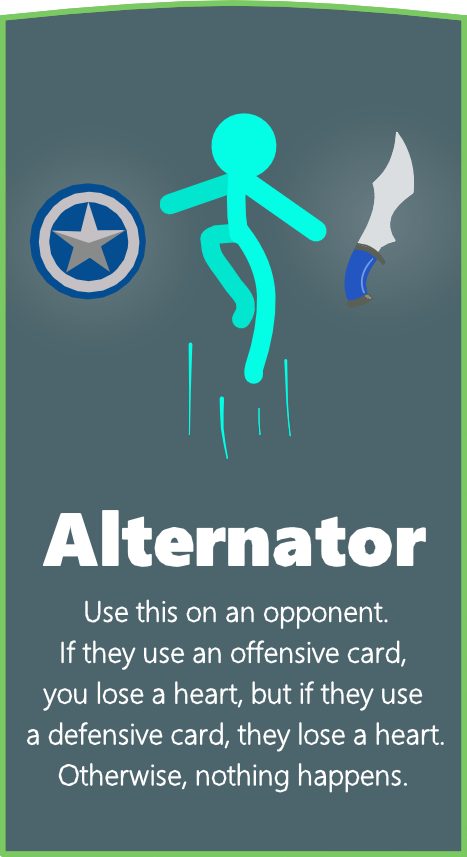 Alternator
Use this on an opponent.
If they use an offensive card,
you lose a heart, but if they use
a defensive card, they lose a heart.
Otherwise, nothing happens.